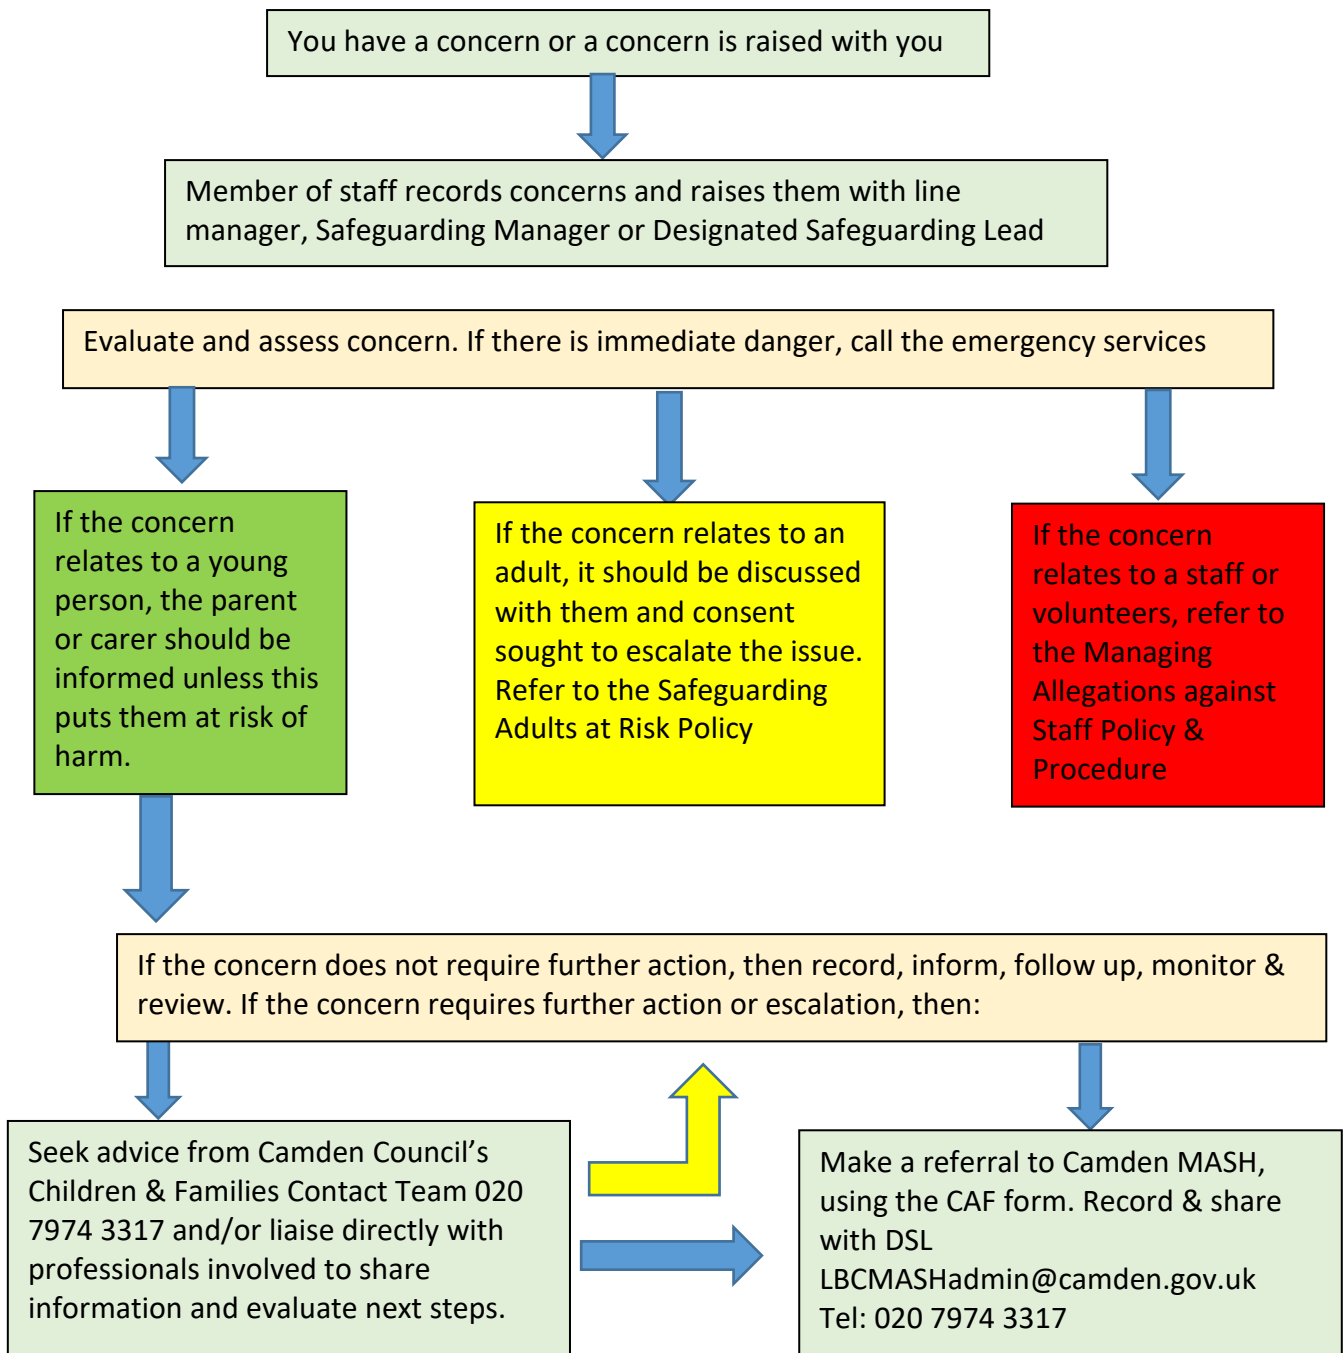 You have a concern or a concern is raised with you
Member of staff records concerns and raises them with line
manager, Safeguarding Manager or Designated Safeguarding Lead
Evaluate and assess concern. If there is immediate danger, call the emergency services
If the concern
relates to a young
person, the parent
or carer should be
informed unless this
puts them at risk of
harm.
If the concern relates to an
adult, it should be discussed
with them and consent
sought to escalate the issue.
Refer to the Safeguarding
Adults at Risk Policy
If the concern
relates to a staff or
volunteers, refer to
the Managing
Allegations against
Staff Policy &
Procedure
If the concern does not require further action, then record, inform, follow up, monitor &
review. If the concern requires further action or escalation, then:
Seek advice from Camden Council’s
Children & Families Contact Team 020
7974 3317 and/or liaise directly with
professionals involved to share
information and evaluate next steps.
Make a referral to Camden MASH,
using the CAF form. Record & share
with DSL
LBCMASHadmin@camden.gov.uk
Tel: 020 7974 3317